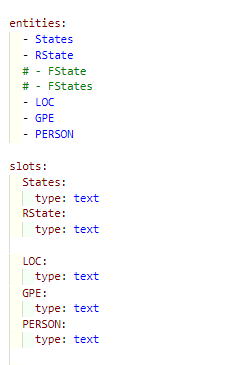 entities:
  - States
  - RState
  # - FState
  # - FStates
  - LOC
  - GPE
  - PERSON

slots:
  States:
    type: text
  RState:
    type: text

  LOC:
    type: text
  GPE:
    type: text
  PERSON:
    type: text